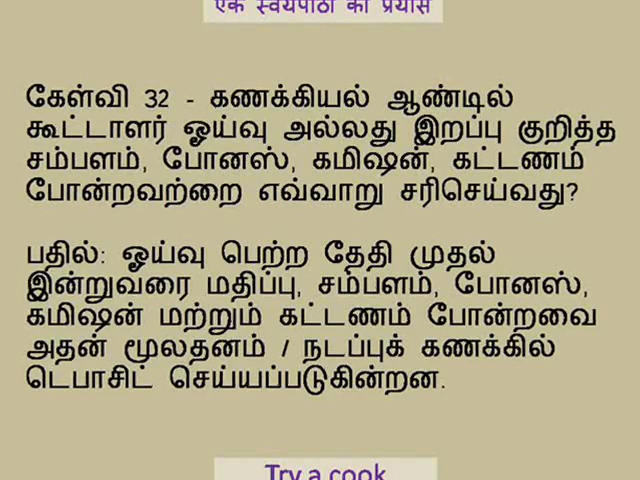 एक स्वयंपाठी का प्रयास
கேள்வி 32 - கணக்கியல் ஆண்டில்
கூட்டாளர் ஓய்வு அல்லது இறப்பு குறித்த
சம்பளம், போனஸ், கமிஷன், கட்டணம்
போன்றவற்றை எவ்வாறு சரிசெய்வது?
பதில்: ஓய்வு பெற்ற தேதி முதல்
இன்றுவரை மதிப்பு, சம்பளம், போனஸ்,
கமிஷன் மற்றும் கட்டணம் போன்றவை
அதன் மூலதனம் / நடப்புக் கணக்கில்
டெபாசிட் செய்யப்படுகின்றன.
Try a cook